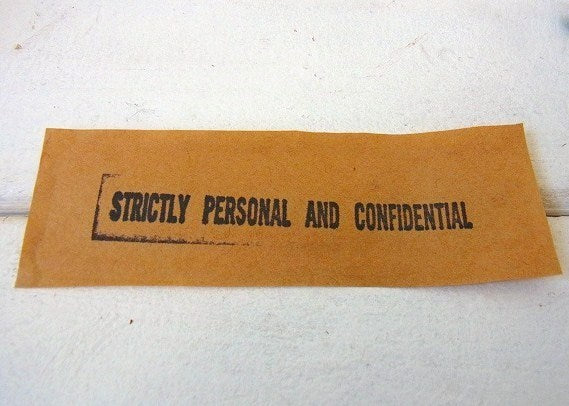 STRICTLY PERSONAL AND CONFIDENTIAL